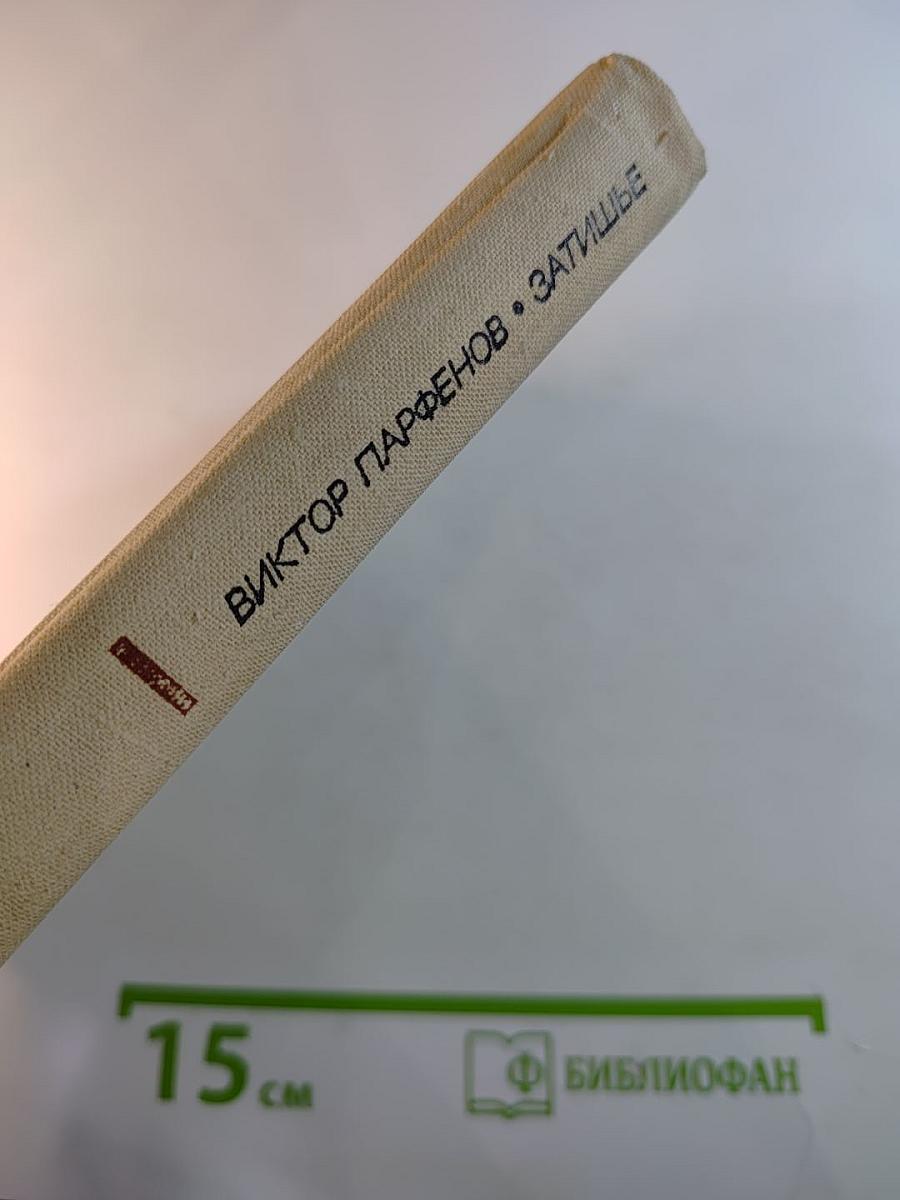 ВИКТОР ПАРФЕНОВ • ЗАТИШЬЕ
15 см
Ф БИБЛИОФАН